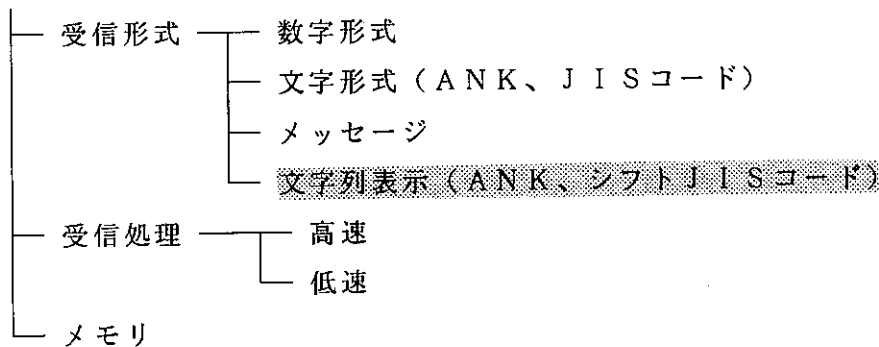 受信形式 数字形式
文字形式（ＡＮＫ、ＪＩＳコード）
メッセージ
文字列表示（ＡＮＫ、シフトＪＩＳコード）
受信処理 高速
低速
メモリ